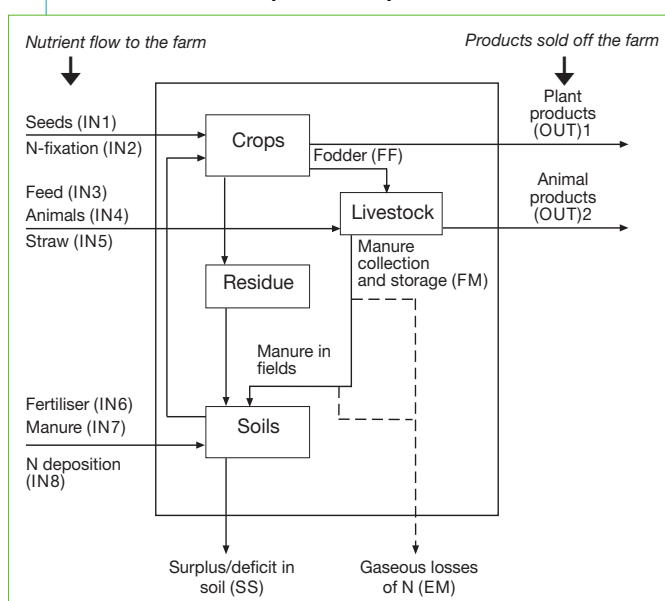 Nutrient flow to the farm
Products sold off the farm
Seeds (IN1)
N-fixation (IN2)
Crops
Plant
products
(OUT)1
Fodder (FF)
Feed (IN3)
Animals (IN4)
Straw (IN5)
Livestock
Animal
products
(OUT)2
Manure
collection
and storage (FM)
Residue
Manure in
fields
Fertiliser (IN6)
Manure (IN7)
N deposition
(IN8)
Soils
Surplus/deficit in
soil (SS)
Gaseous losses
of N (EM)